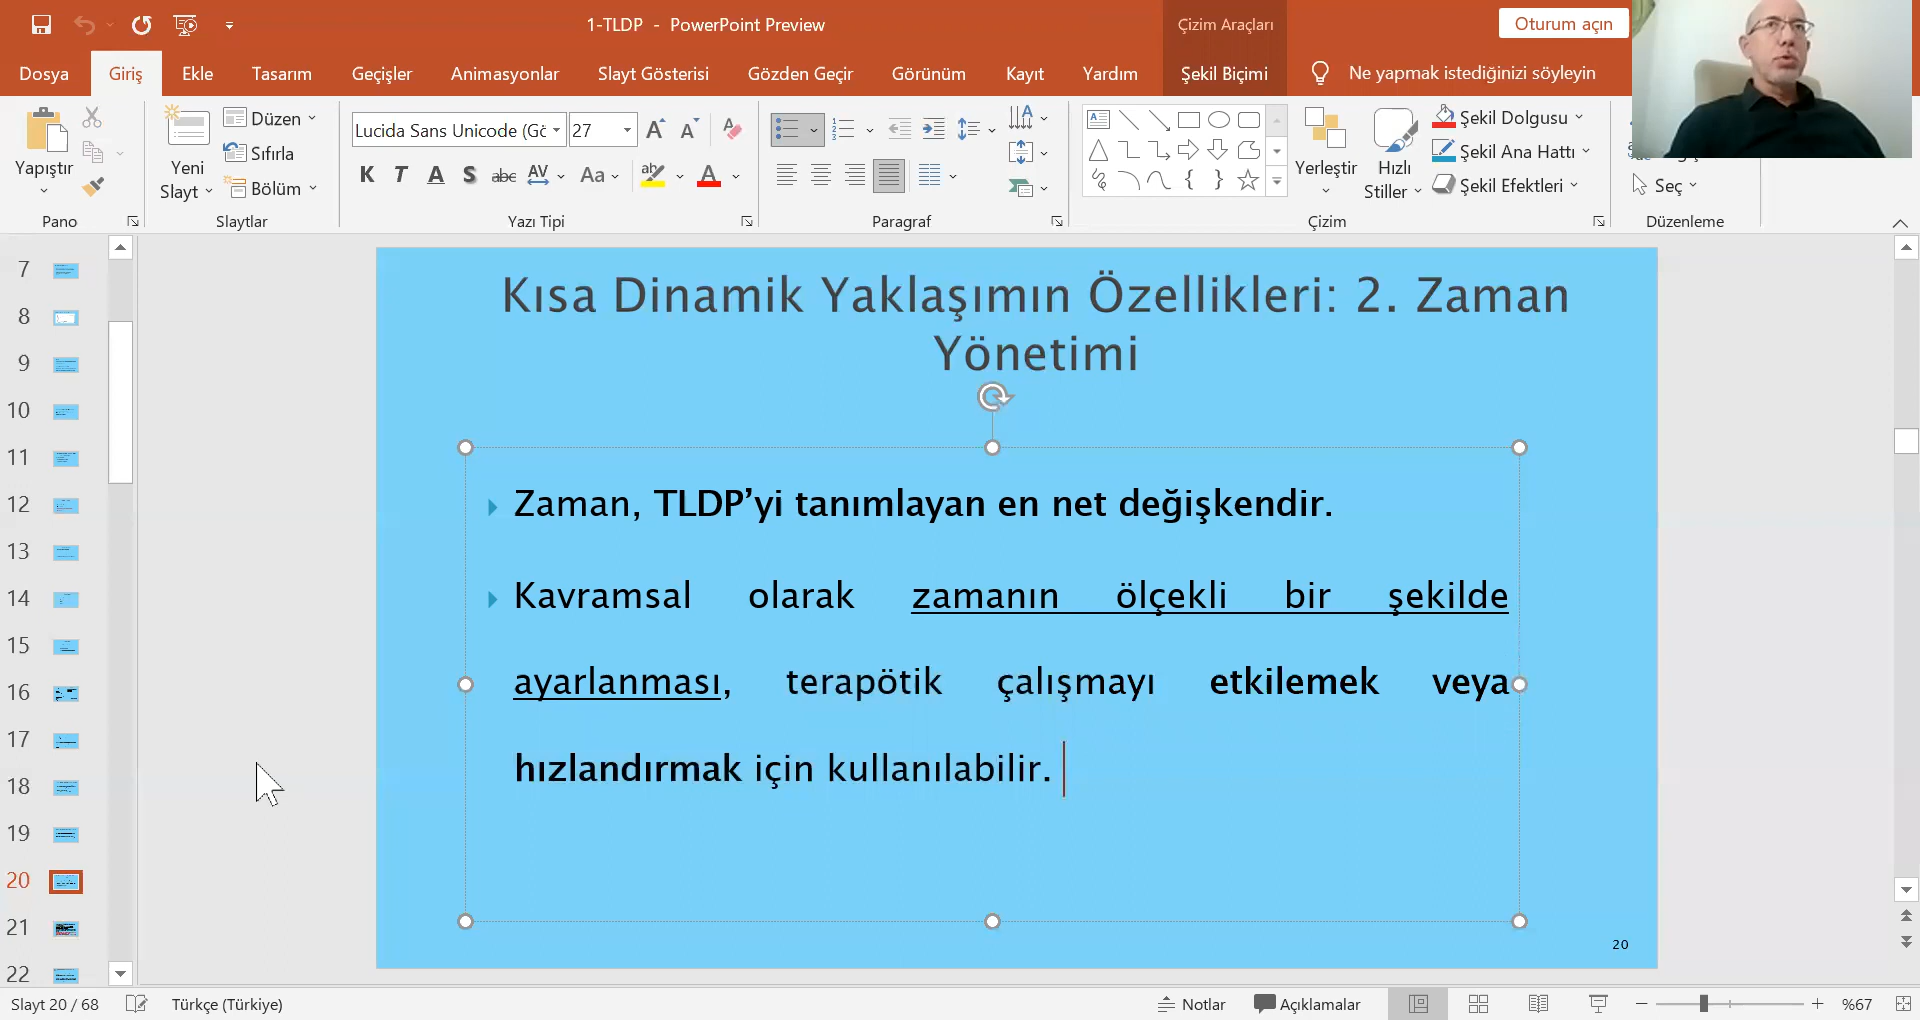 1-TLDP - PowerPoint Preview
Çizim Araçları
Oturum açın
Dosya Giriş Ekle Tasarım Geçişler Animasyonlar Slayt Gösterisi Gözden Geçir Görünüm Kayıt Yardım Şekil Biçimi Ne yapmak istediğinizi söyleyin
Yapıştır
Pano
Yeni Slayt
Düzen
Sıfırla
Bölüm
Slaytlar
Lucida Sans Unicode (Gö 27
K T A S abc AV Aa A
Yazı Tipi
Paragraf
Yerleştir
Hızlı Stiller
Şekil Dolgusu
Şekil Ana Hattı
Şekil Efektleri
Çizim
Seç
Düzenleme
7
8
9
10
11
12
13
14
15
16
17
18
19
20
21
22
Kısa Dinamik Yaklaşımın Özellikleri: 2. Zaman
Yönetimi
Zaman, TLDP’yi tanımlayan en net değişkendir.
Kavramsal olarak zamanın ölçekli bir şekilde
ayarlanması, terapötik çalışmayı etkilemek veya
hızlandırmak için kullanılabilir.
20
Slayt 20 / 68 Türkçe (Türkiye) Notlar Açıklamalar %67